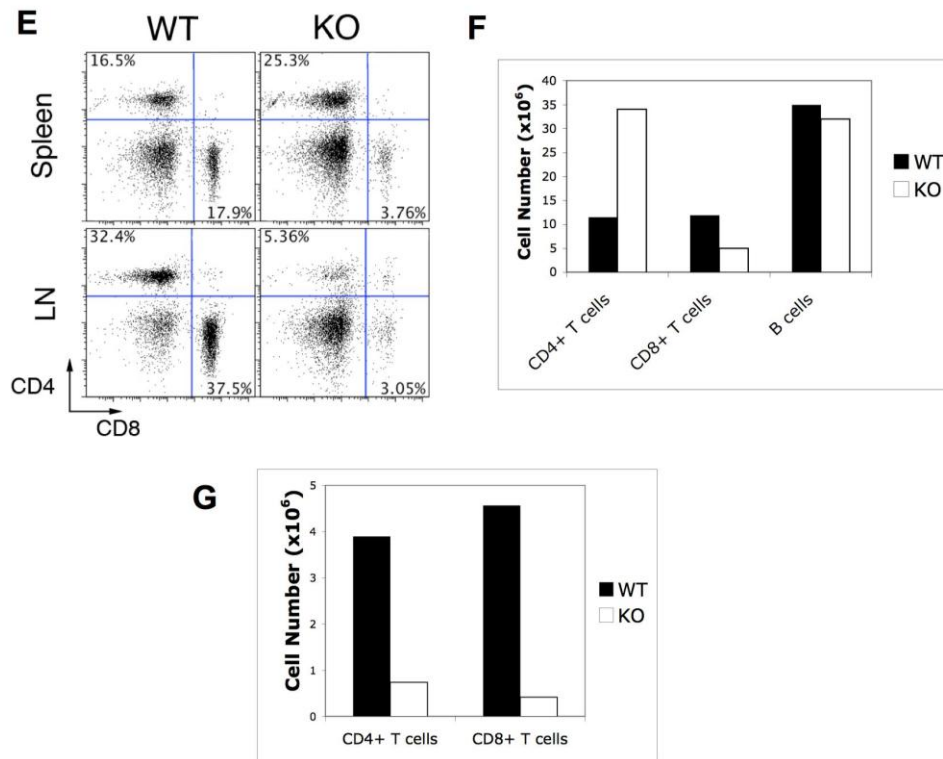 E
WT KO
Spleen
16.5%
17.9%
25.3%
3.76%
LN
32.4%
37.5%
5.36%
3.05%
CD4
CD8
F
Cell Number (x10⁶)
40
35
30
25
20
15
10
5
0
CD4+ T cells
CD8+ T cells
B cells
WT
KO
G
Cell Number (x10⁶)
5
4
3
2
1
0
CD4+ T cells
CD8+ T cells
WT
KO